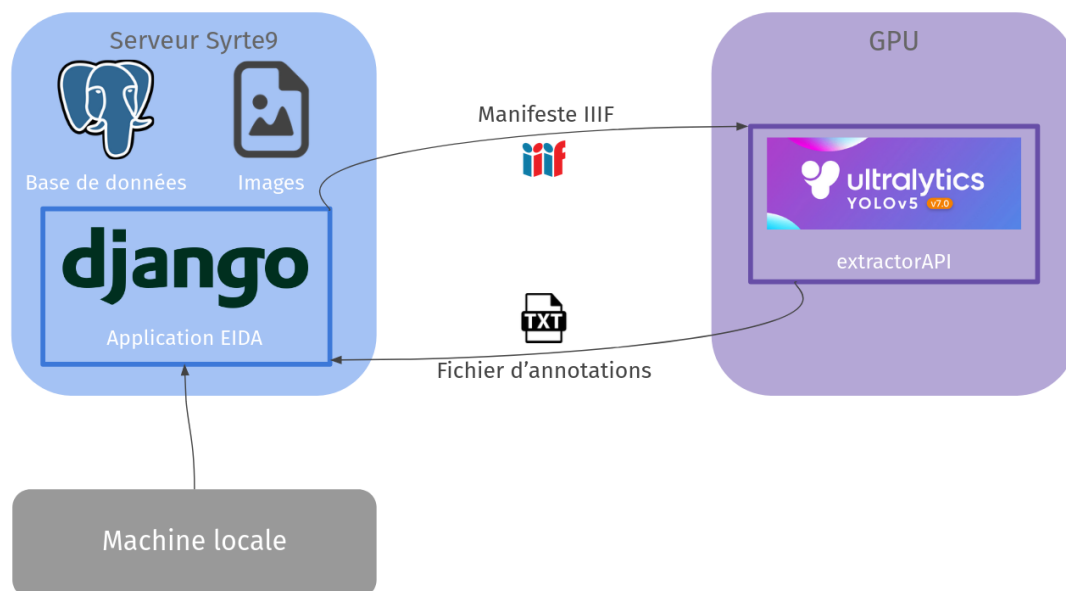 Serveur Syrte9
GPU
Base de données
Images
Manifeste IIIF
iiif
ultralytics
YOLOv5 v7.0
extractorAPI
django
Application EIDA
TXT
Fichier d’annotations
Machine locale